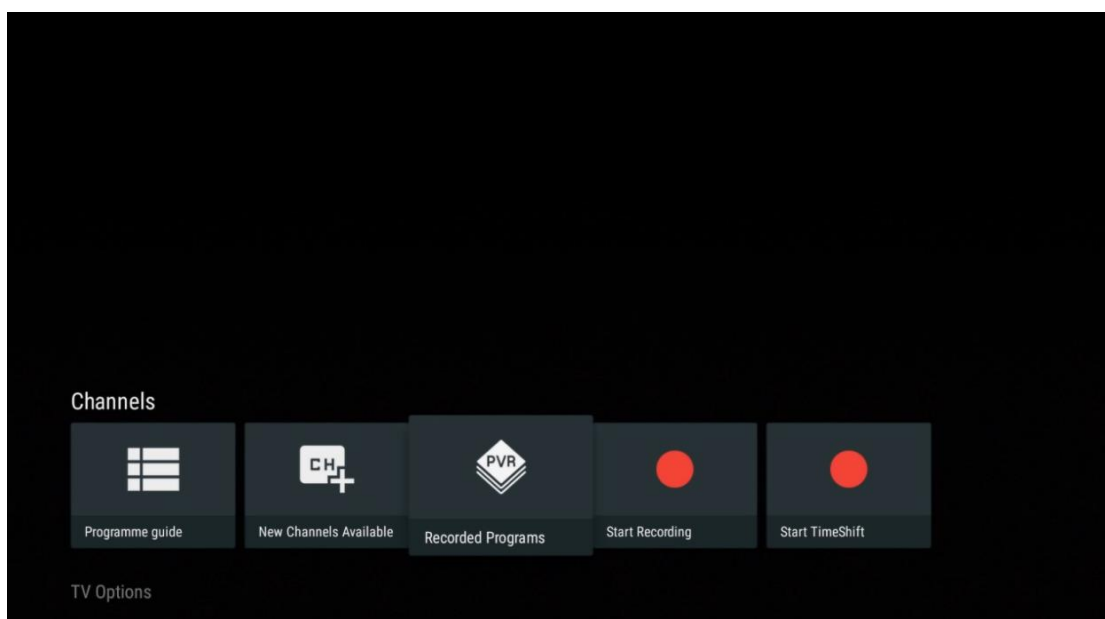 Channels
CH
PVR
Programme guide
New Channels Available
Recorded Programs
Start Recording
Start TimeShift
TV Options